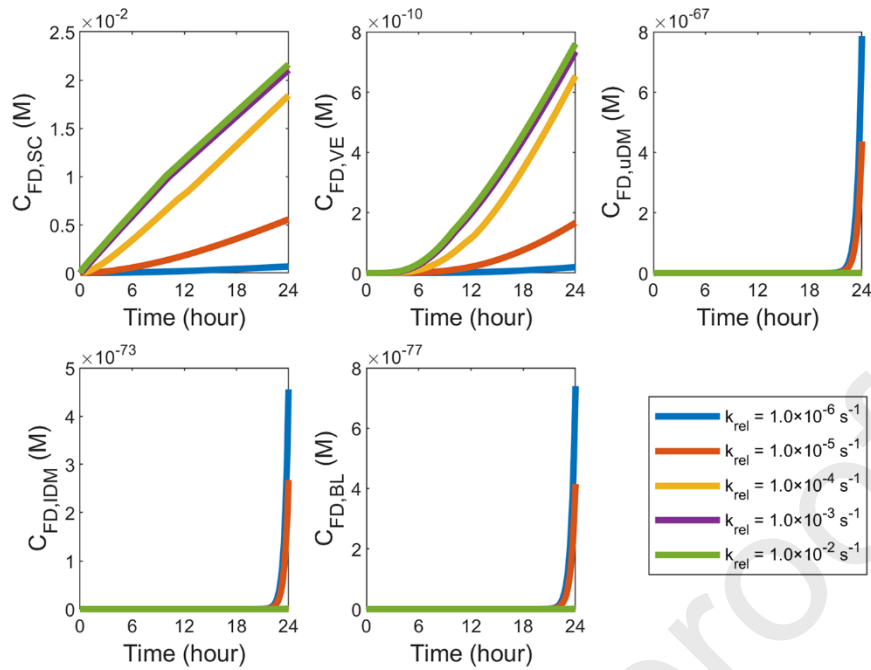 ×10⁻²
C_FD,SC (M)
2.5
2
1.5
1
0.5
0
0 6 12 18 24
Time (hour)
×10⁻¹⁰
C_FD,VE (M)
8
6
4
2
0
0 6 12 18 24
Time (hour)
×10⁻⁶⁷
C_FD,uDM (M)
8
6
4
2
0
0 6 12 18 24
Time (hour)
×10⁻⁷³
C_FD,lDM (M)
5
4
3
2
1
0
0 6 12 18 24
Time (hour)
×10⁻⁷⁷
C_FD,BL (M)
8
6
4
2
0
0 6 12 18 24
Time (hour)
k_rel = 1.0×10⁻⁶ s⁻¹
k_rel = 1.0×10⁻⁵ s⁻¹
k_rel = 1.0×10⁻⁴ s⁻¹
k_rel = 1.0×10⁻³ s⁻¹
k_rel = 1.0×10⁻² s⁻¹
proof